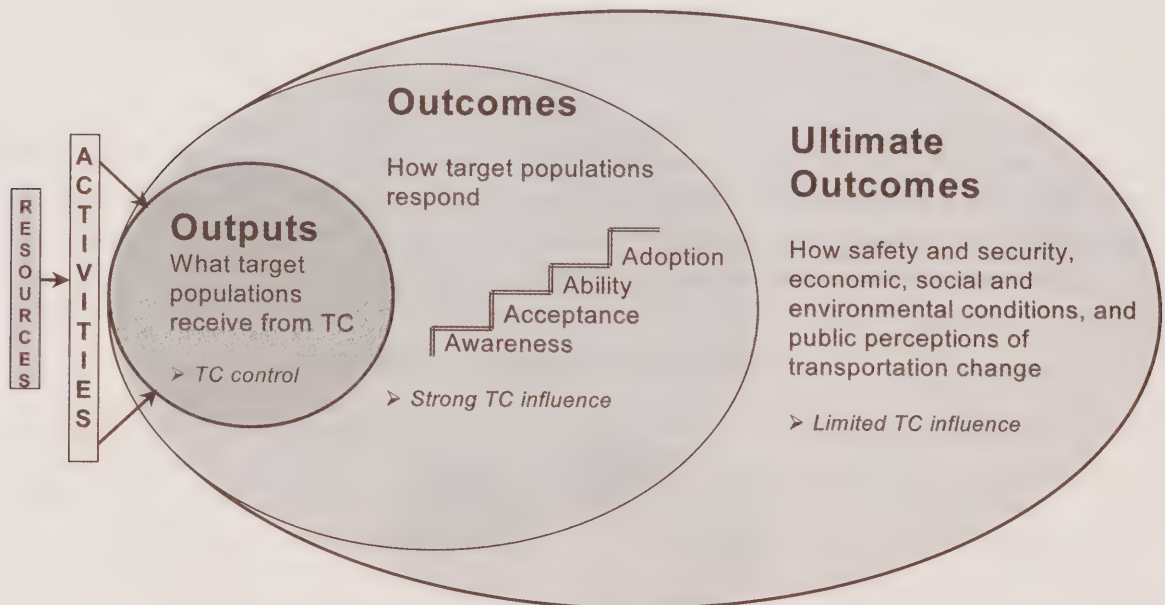 RESOURCES
ACTIVITIES
Outputs
What target
populations
receive from TC
➢ TC control
Outcomes
How target populations
respond
Adoption
Ability
Acceptance
Awareness
➢ Strong TC influence
Ultimate
Outcomes
How safety and security,
economic, social and
environmental conditions, and
public perceptions of
transportation change
➢ Limited TC influence